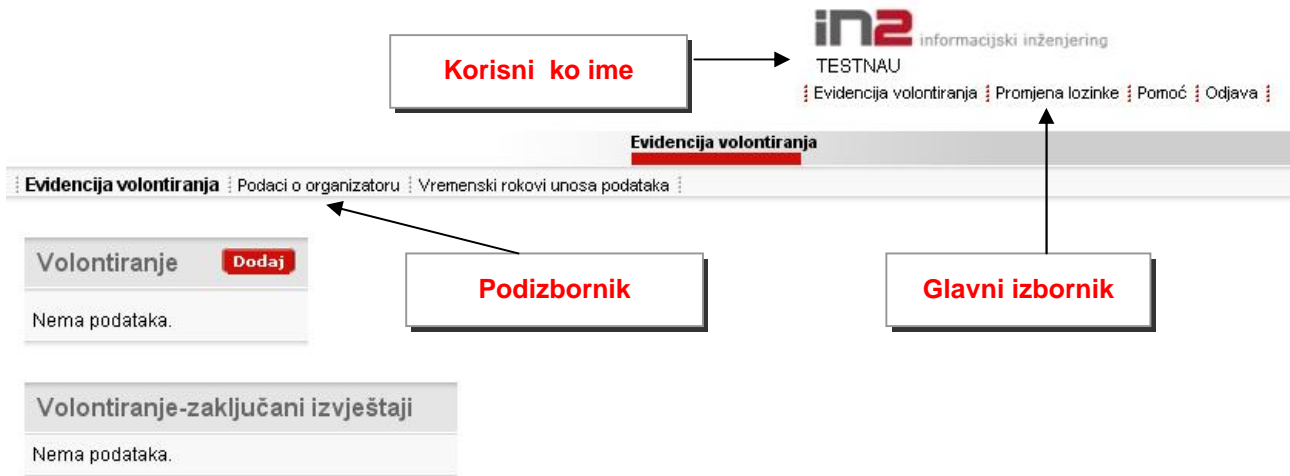 in2 informacijski inženjering
Korisni ko ime
TESTNAU
Evidencija volontiranja Promjena lozinke Pomoć Odjava
Evidencija volontiranja
Evidencija volontiranja Podaci o organizatoru Vremenski rokovi unosa podataka
Volontiranje Dodaj
Podizbornik
Glavni izbornik
Nema podataka.
Volontiranje-zaključani izvještaji
Nema podataka.